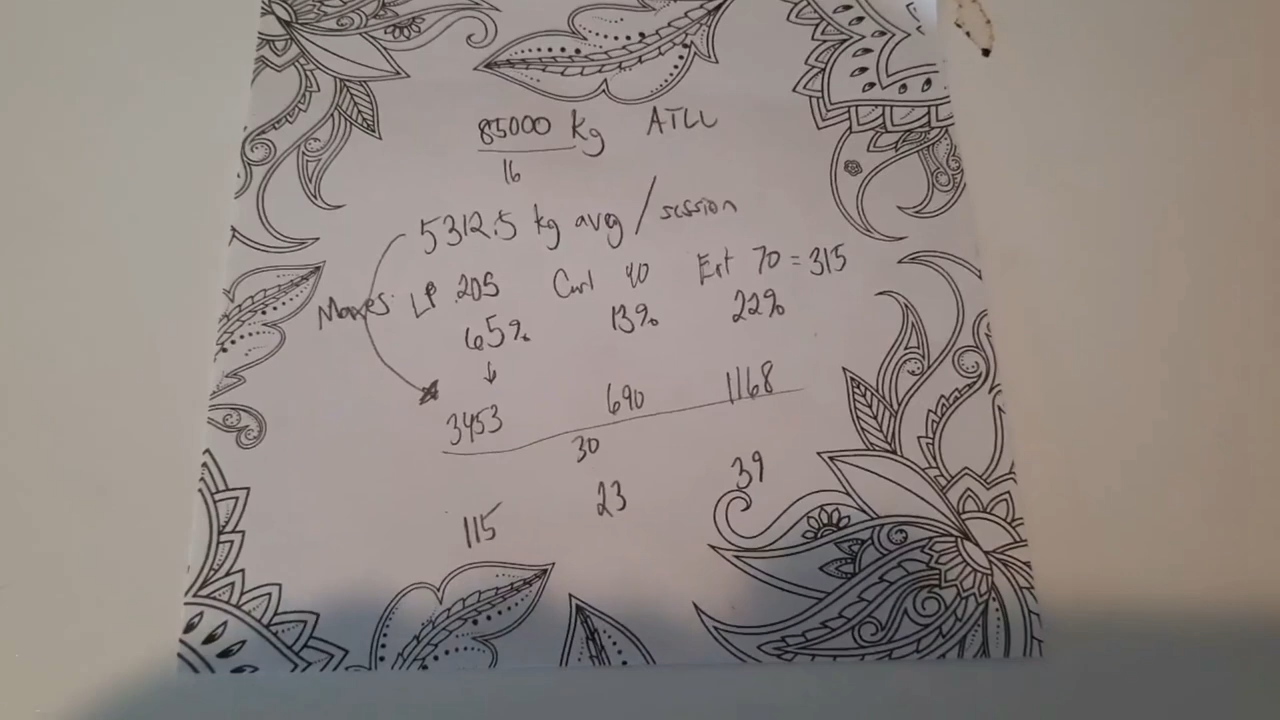 85000 kg ATLL
16
5312.5 kg avg/session
Maxes: LP 205 Curl 40 Ext 70 = 315
65% 13% 22%
3453 690 1168
30
115 23 39